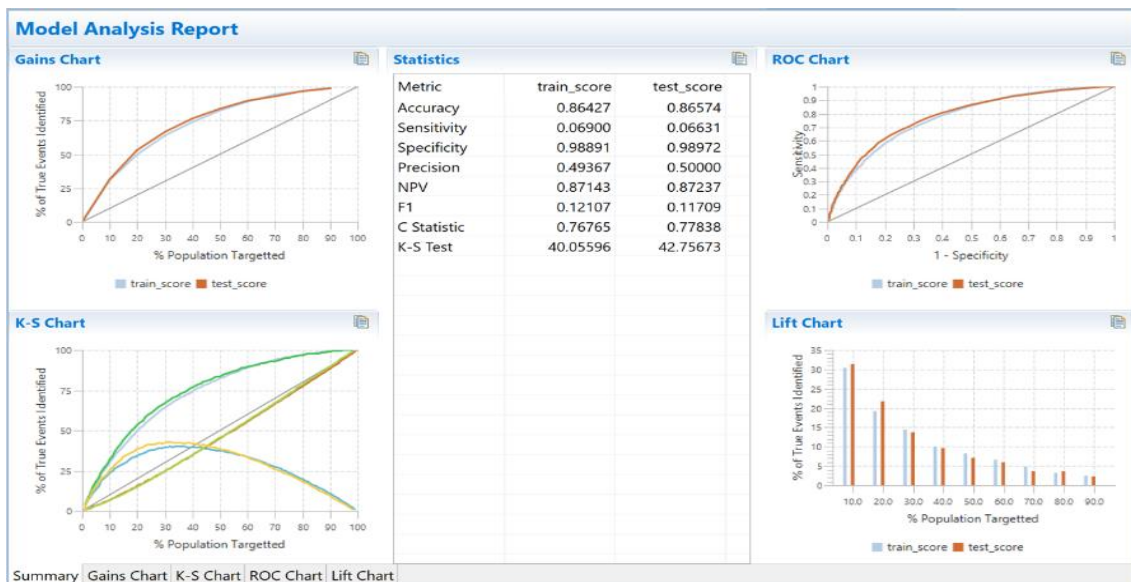 Model Analysis Report
Gains Chart
% of True Events Identified
100
75
50
25
0
0 10 20 30 40 50 60 70 80 90 100
% Population Targetted
train_score test_score
Statistics
Metric train_score test_score
Accuracy 0.86427 0.86574
Sensitivity 0.06900 0.06631
Specificity 0.98891 0.98972
Precision 0.49367 0.50000
NPV 0.87143 0.87237
F1 0.12107 0.11709
C Statistic 0.76765 0.77838
K-S Test 40.05596 42.75673
ROC Chart
Sensitivity
1
0.9
0.8
0.7
0.6
0.5
0.4
0.3
0.2
0.1
0
0 0.1 0.2 0.3 0.4 0.5 0.6 0.7 0.8 0.9 1
1 - Specificity
train_score test_score
K-S Chart
% of True Events Identified
100
75
50
25
0
0 10 20 30 40 50 60 70 80 90 100
% Population Targetted
Lift Chart
% of True Events Identified
35
30
25
20
15
10
5
0
10.0 20.0 30.0 40.0 50.0 60.0 70.0 80.0 90.0
% Population Targetted
train_score test_score
Summary Gains Chart K-S Chart ROC Chart Lift Chart